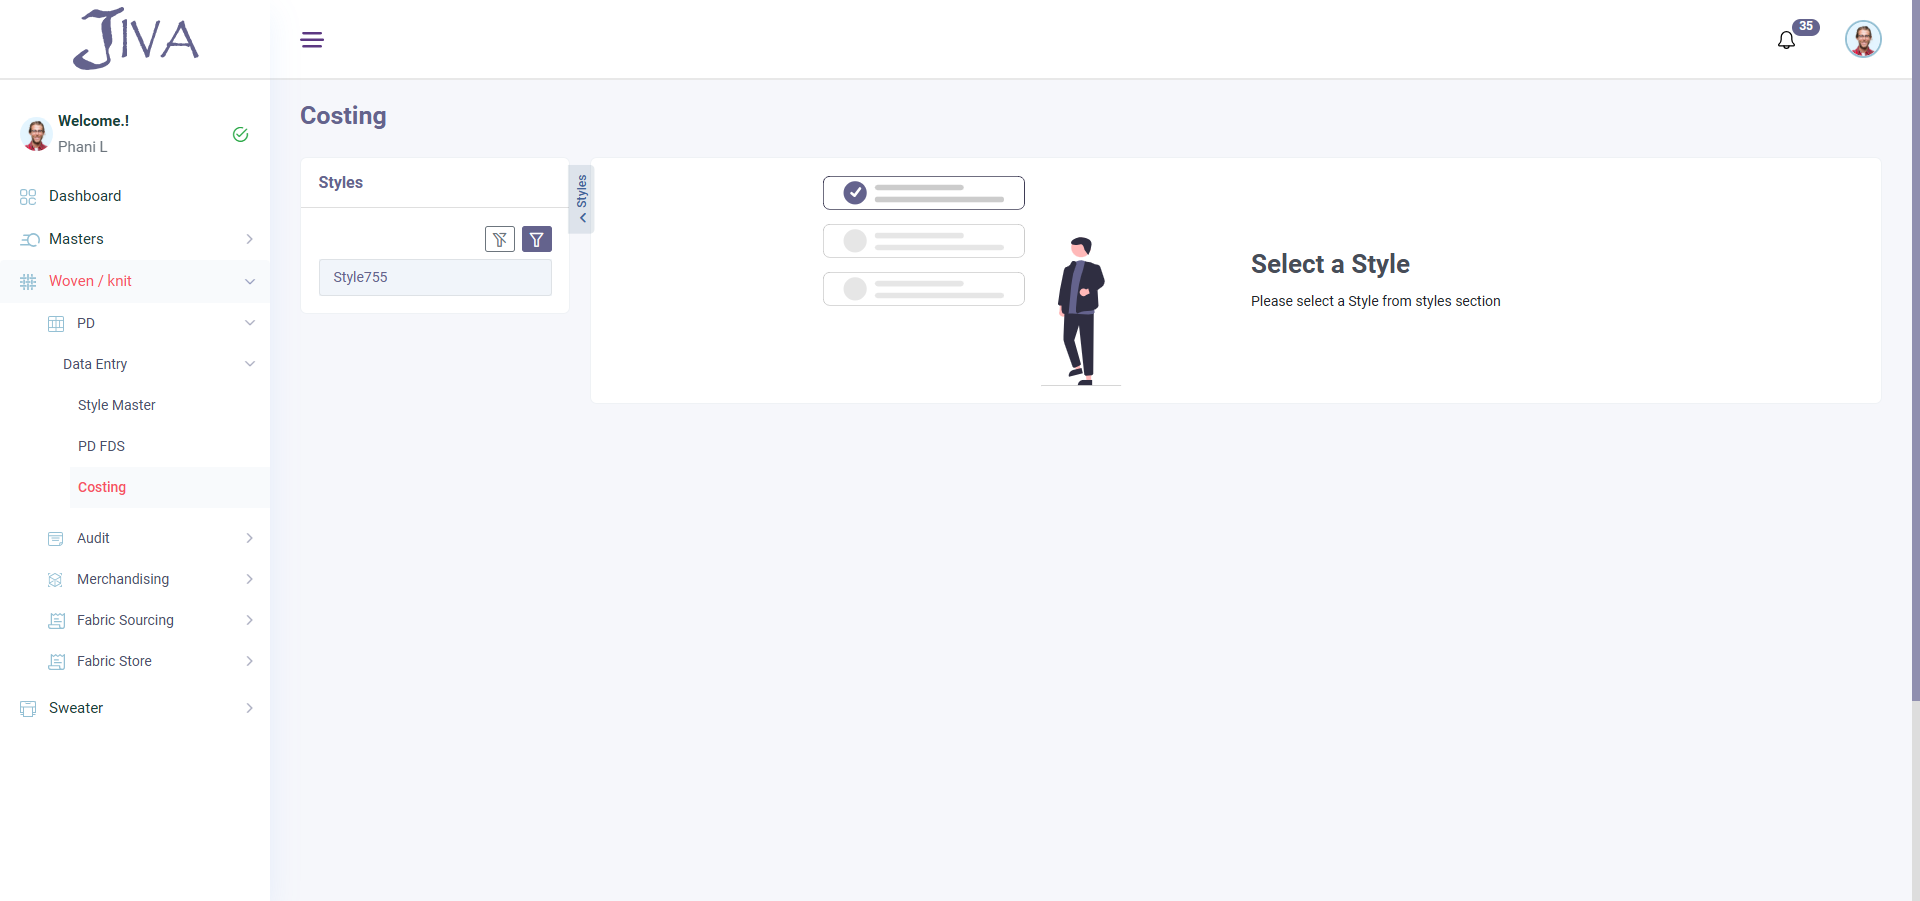 JIVA
35
Welcome.!
Phani L
Dashboard
Masters
Woven / knit
PD
Data Entry
Style Master
PD FDS
Costing
Audit
Merchandising
Fabric Sourcing
Fabric Store
Sweater
Costing
Styles
Style755
Styles
Select a Style
Please select a Style from styles section